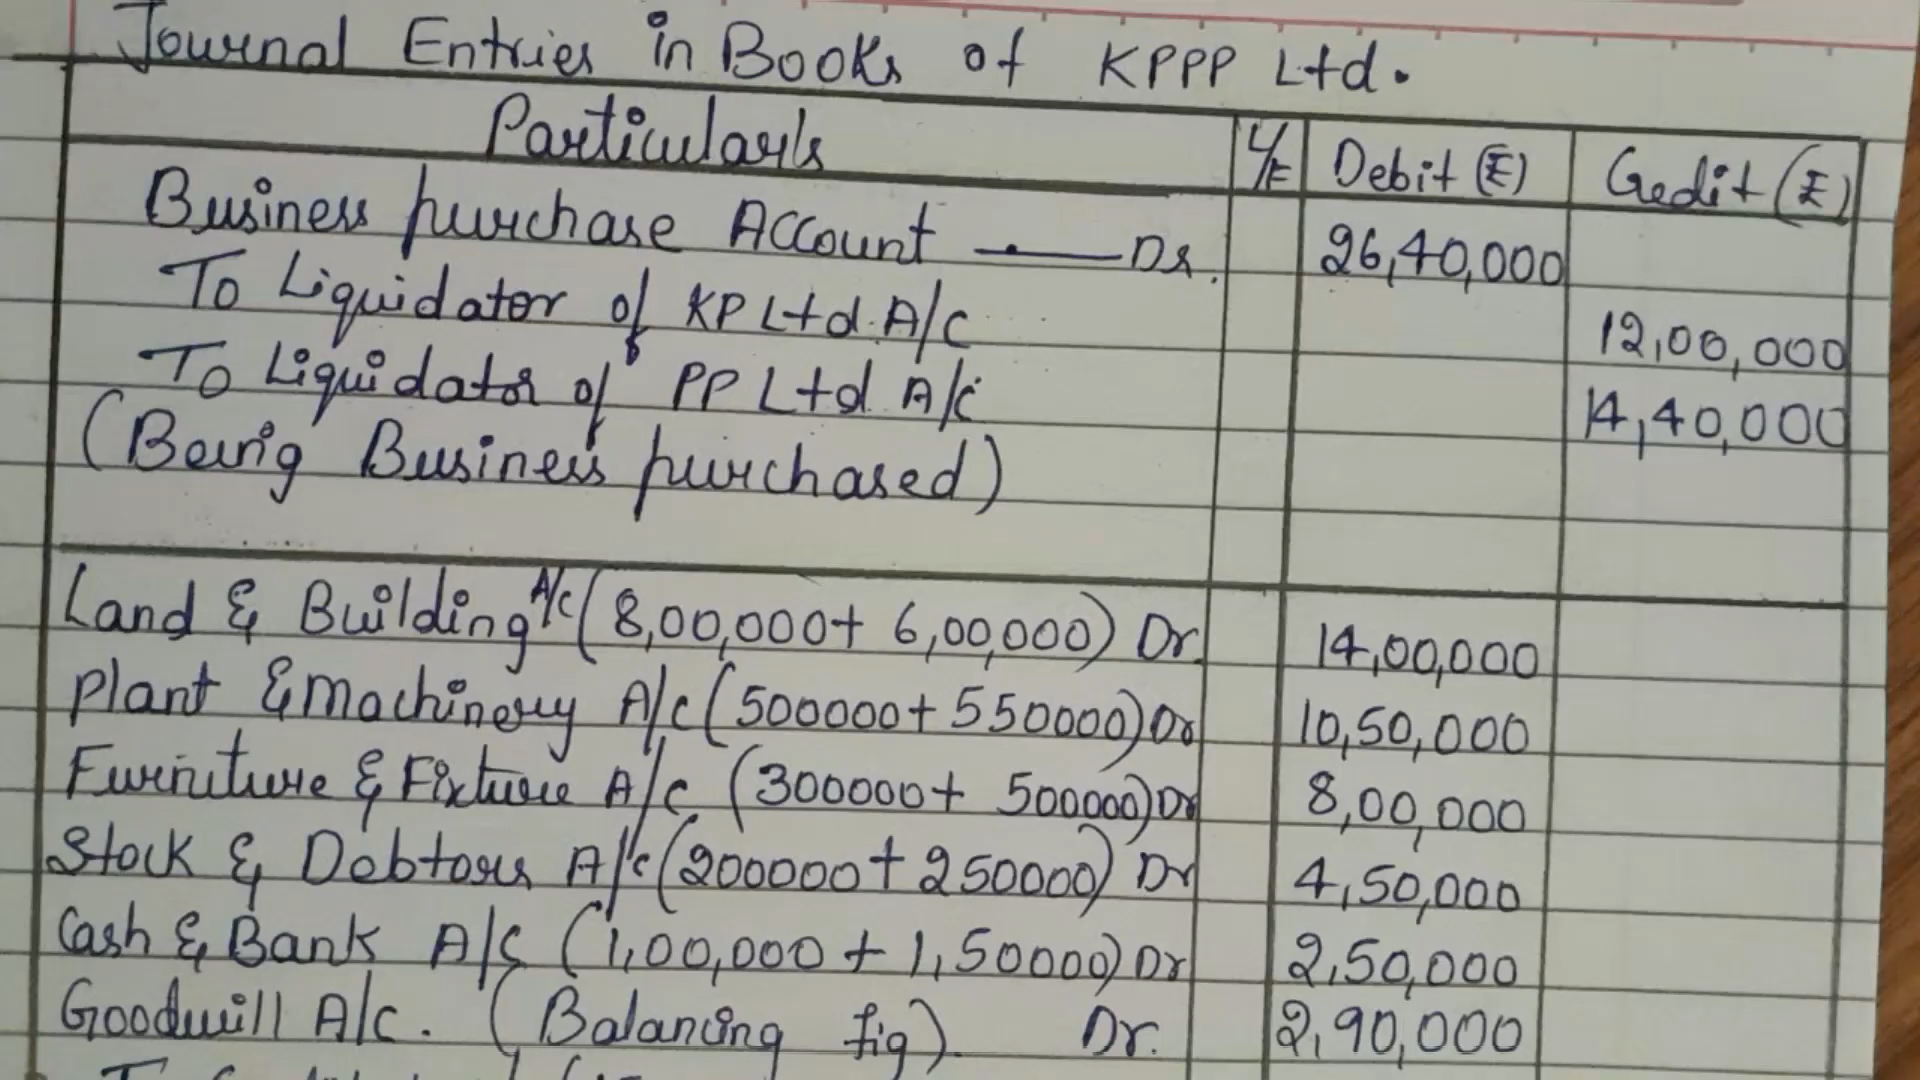 Journal Entries in Books of KPPP Ltd.
Particulars L/F Debit (₹) Credit (₹)
Business purchase Account — Dr. 26,40,000
To Liquidator of KP Ltd. A/C 12,00,000
To Liquidator of PP Ltd A/c 14,40,000
(Being Business purchased)
Land & Building A/c (8,00,000+ 6,00,000) Dr. 14,00,000
Plant & Machinery A/c (500000+ 550000) Dr 10,50,000
Furniture & Fixture A/c (300000+ 500000) Dr 8,00,000
Stock & Debtors A/c (200000+ 250000) Dr 4,50,000
Cash & Bank A/c (1,00,000 + 1,50000) Dr 2,50,000
Goodwill A/c. (Balancing fig). Dr. 2,90,000